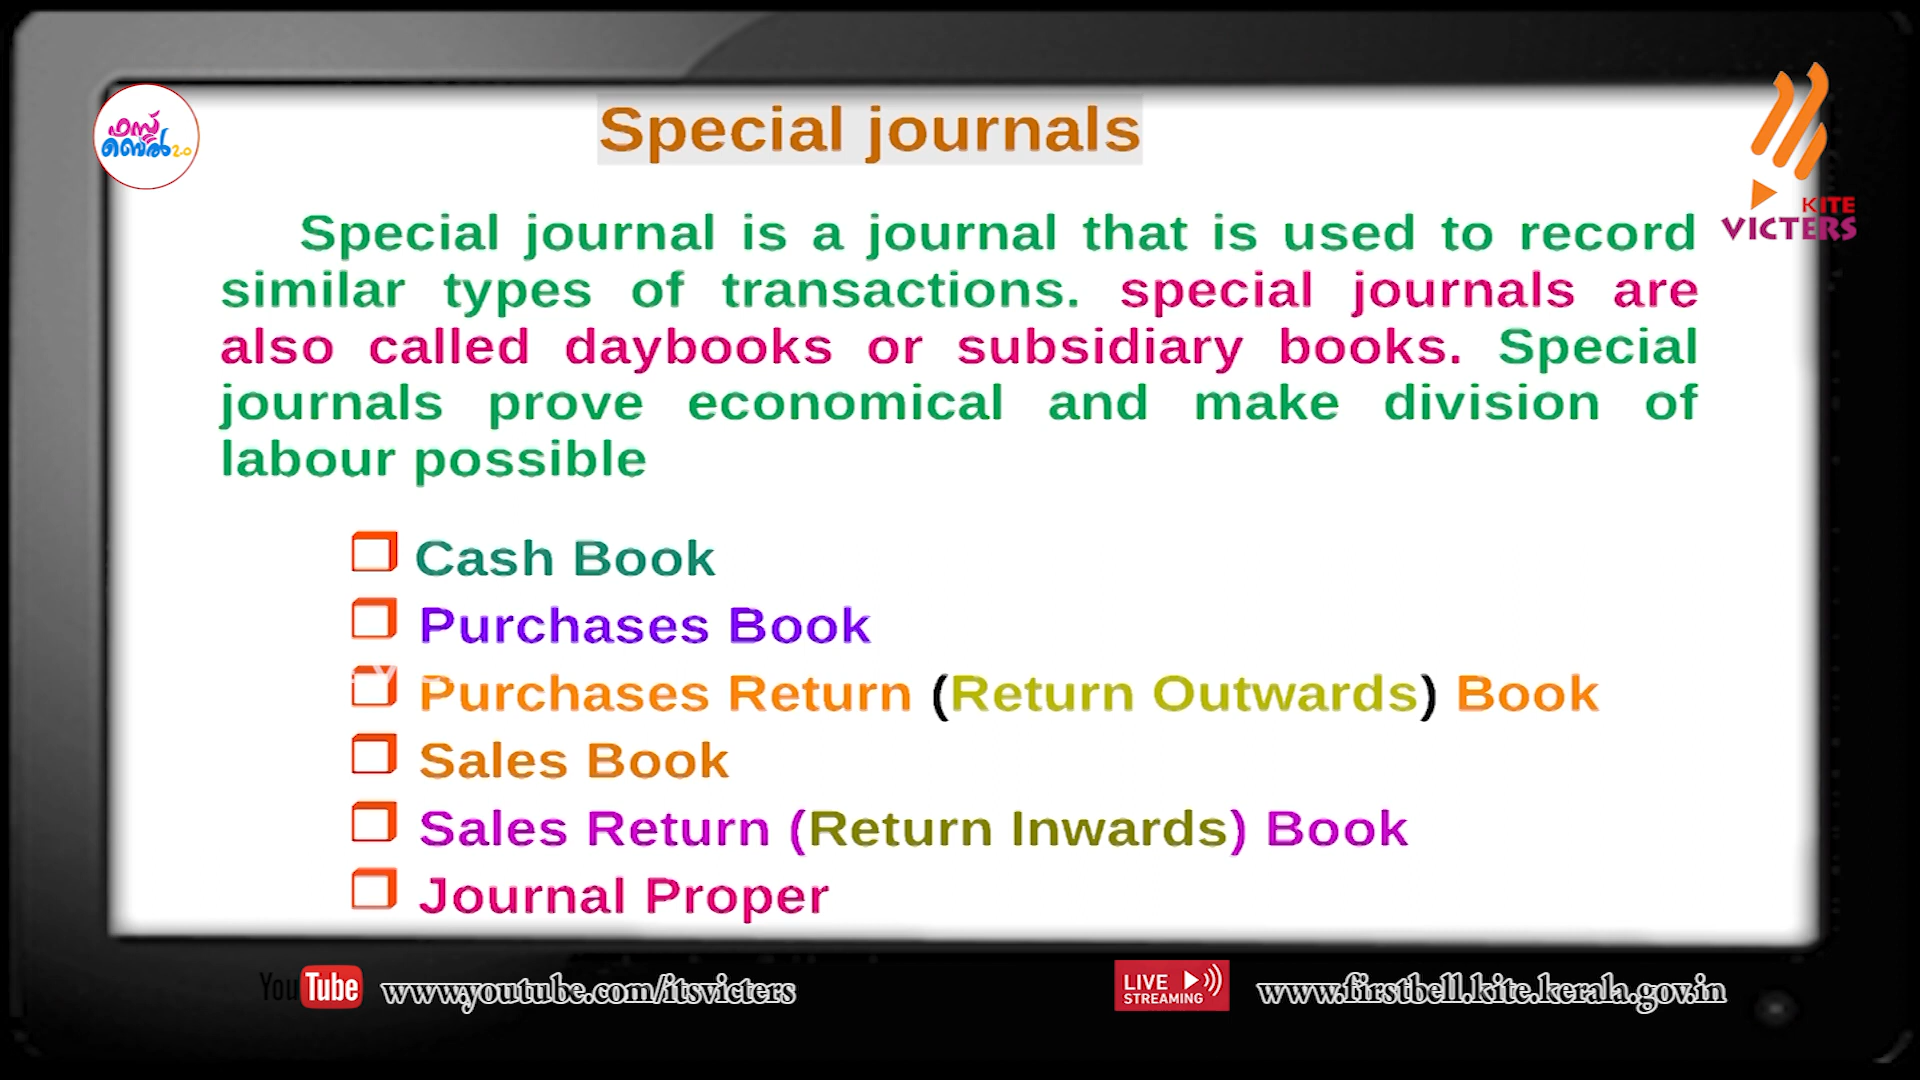 Special journals
ഫസ്റ്റ്
ബെൽ 2.0
KITE
VICTERS
Special journal is a journal that is used to record
similar types of transactions. special journals are
also called daybooks or subsidiary books. Special
journals prove economical and make division of
labour possible
Cash Book
Purchases Book
Purchases Return (Return Outwards) Book
Sales Book
Sales Return (Return Inwards) Book
Journal Proper
YouTube www.youtube.com/itsvicters
LIVE STREAMING www.firstbell.kite.kerala.gov.in